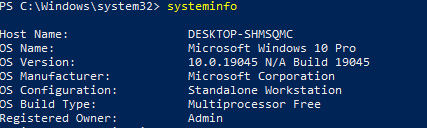 PS C:\Windows\system32> systeminfo
Host Name: DESKTOP-SHMSQMC
OS Name: Microsoft Windows 10 Pro
OS Version: 10.0.19045 N/A Build 19045
OS Manufacturer: Microsoft Corporation
OS Configuration: Standalone Workstation
OS Build Type: Multiprocessor Free
Registered Owner: Admin